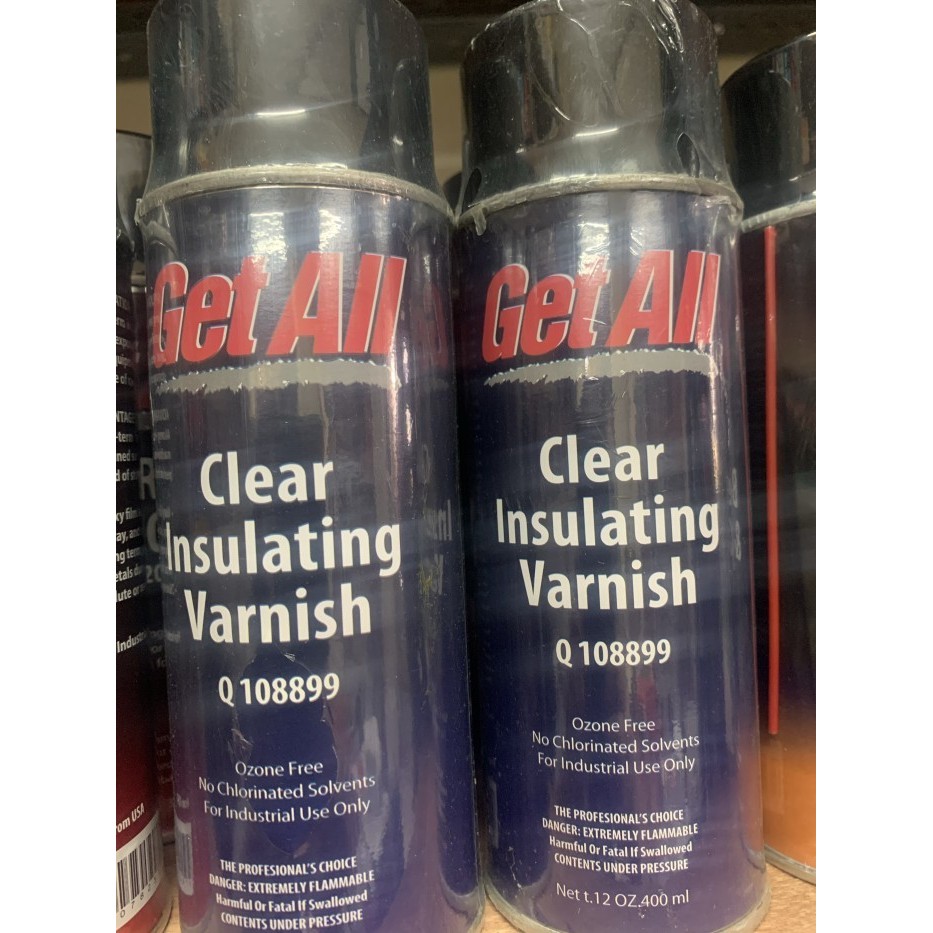 Get All
Clear
Insulating
Varnish
Q 108899
Ozone Free
No Chlorinated Solvents
For Industrial Use Only
THE PROFESIONAL'S CHOICE
DANGER: EXTREMELY FLAMMABLE
Harmful Or Fatal If Swallowed
CONTENTS UNDER PRESSURE
Get All
Clear
Insulating
Varnish
Q 108899
Ozone Free
No Chlorinated Solvents
For Industrial Use Only
THE PROFESIONAL'S CHOICE
DANGER: EXTREMELY FLAMMABLE
Harmful Or Fatal If Swallowed
CONTENTS UNDER PRESSURE
Net t.12 OZ.400 ml
from USA